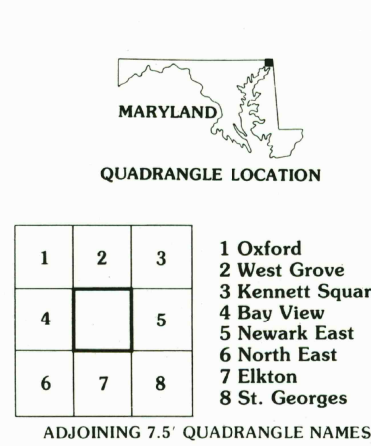 MARYLAND
QUADRANGLE LOCATION
1 2 3
4 5
6 7 8
1 Oxford
2 West Grove
3 Kennett Squar
4 Bay View
5 Newark East
6 North East
7 Elkton
8 St. Georges
ADJOINING 7.5′ QUADRANGLE NAMES